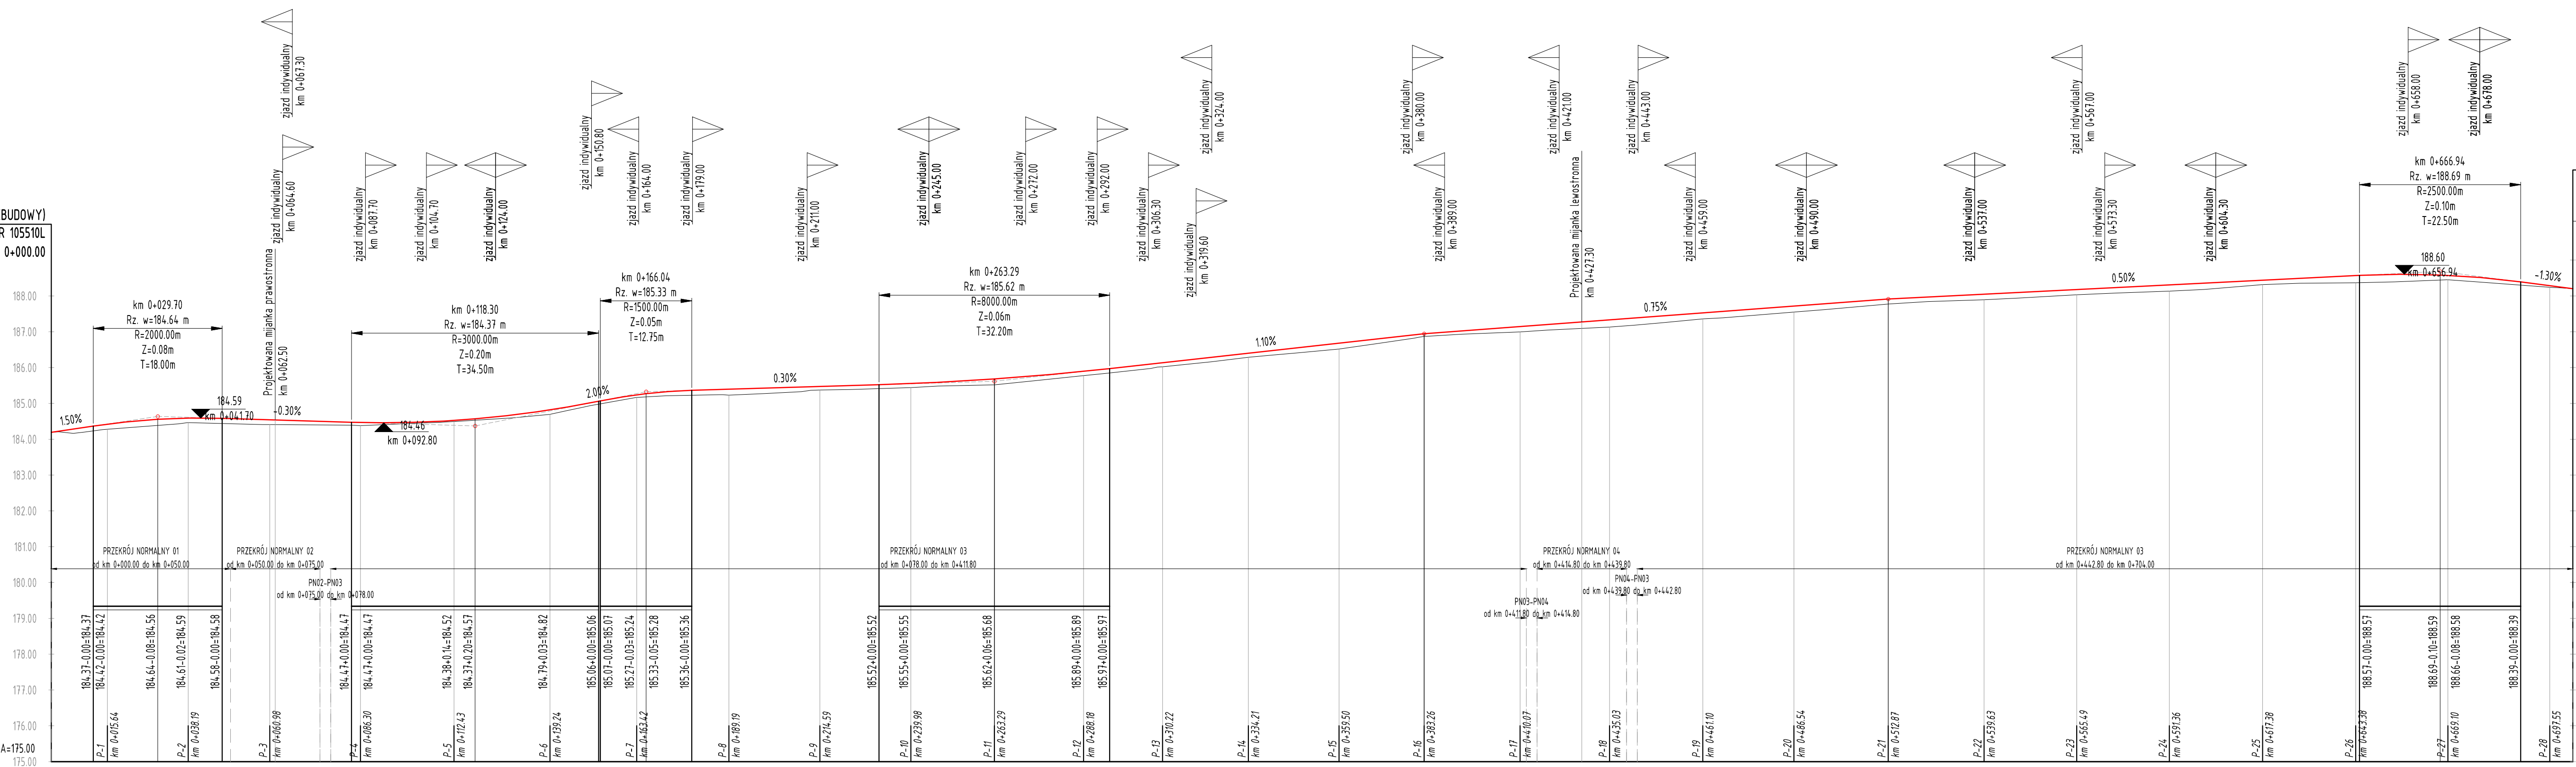 BUDOWY)
R 105510L
0+000.00
zjazd indywidualny
km 0+067.30
zjazd indywidualny
km 0+064.60
Projektowana mijanka prawostronna
km 0+062.50
zjazd indywidualny
km 0+087.70
zjazd indywidualny
km 0+104.70
zjazd indywidualny
km 0+124.00
zjazd indywidualny
km 0+150.80
zjazd indywidualny
km 0+164.00
zjazd indywidualny
km 0+179.00
zjazd indywidualny
km 0+211.00
zjazd indywidualny
km 0+245.00
zjazd indywidualny
km 0+272.00
zjazd indywidualny
km 0+292.00
zjazd indywidualny
km 0+306.30
zjazd indywidualny
km 0+319.60
zjazd indywidualny
km 0+324.00
zjazd indywidualny
km 0+380.00
zjazd indywidualny
km 0+389.00
zjazd indywidualny
km 0+421.00
Projektowana mijanka lewostronna
km 0+427.30
zjazd indywidualny
km 0+443.00
zjazd indywidualny
km 0+459.00
zjazd indywidualny
km 0+490.00
zjazd indywidualny
km 0+537.00
zjazd indywidualny
km 0+567.00
zjazd indywidualny
km 0+573.30
zjazd indywidualny
km 0+604.30
zjazd indywidualny
km 0+658.00
zjazd indywidualny
km 0+678.00
km 0+029.70
Rz. w=184.64 m
R=2000.00m
Z=0.08m
T=18.00m
km 0+118.30
Rz. w=184.37 m
R=3000.00m
Z=0.20m
T=34.50m
km 0+166.04
Rz. w=185.33 m
R=1500.00m
Z=0.05m
T=12.75m
km 0+263.29
Rz. w=185.62 m
R=8000.00m
Z=0.06m
T=32.20m
km 0+666.94
Rz. w=188.69 m
R=2500.00m
Z=0.10m
T=22.50m
1.50%
184.59
km 0+041.70
-0.30%
184.46
km 0+092.80
2.00%
0.30%
1.10%
0.75%
0.50%
188.60
km 0+656.94
-1.30%
188.00
187.00
186.00
185.00
184.00
183.00
182.00
181.00
180.00
179.00
178.00
177.00
176.00
A=175.00
175.00
PRZEKRÓJ NORMALNY 01
od km 0+000.00 do km 0+050.00
PRZEKRÓJ NORMALNY 02
od km 0+050.00 do km 0+075.00
PN02-PN03
od km 0+075.00 do km 0+078.00
PRZEKRÓJ NORMALNY 03
od km 0+078.00 do km 0+411.80
PN03-PN04
od km 0+411.80 do km 0+414.80
PRZEKRÓJ NORMALNY 04
od km 0+414.80 do km 0+439.80
PN04-PN03
od km 0+439.80 do km 0+442.80
PRZEKRÓJ NORMALNY 03
od km 0+442.80 do km 0+704.00
184.37-0.00=184.37
184.42-0.00=184.42
184.64-0.08=184.56
184.61-0.02=184.59
184.58-0.00=184.58
184.47+0.00=184.47
184.47+0.00=184.47
184.38+0.14=184.52
184.37+0.20=184.57
184.79+0.03=184.82
185.06+0.00=185.06
185.07-0.00=185.07
185.27-0.03=185.24
185.33-0.05=185.28
185.36-0.00=185.36
185.52+0.00=185.52
185.55+0.00=185.55
185.62+0.06=185.68
185.89+0.00=185.89
185.97+0.00=185.97
188.57-0.00=188.57
188.69-0.10=188.59
188.66-0.08=188.58
188.39-0.00=188.39
P-1
km 0+015.64
P-2
km 0+038.19
P-3
km 0+060.98
P-4
km 0+086.30
P-5
km 0+112.43
P-6
km 0+139.24
P-7
km 0+163.42
P-8
km 0+189.19
P-9
km 0+214.59
P-10
km 0+239.98
P-11
km 0+263.29
P-12
km 0+288.18
P-13
km 0+310.22
P-14
km 0+334.21
P-15
km 0+359.50
P-16
km 0+383.26
P-17
km 0+410.07
P-18
km 0+435.03
P-19
km 0+461.10
P-20
km 0+486.54
P-21
km 0+512.87
P-22
km 0+539.63
P-23
km 0+565.49
P-24
km 0+591.36
P-25
km 0+617.38
P-26
km 0+643.38
P-27
km 0+669.10
P-28
km 0+697.55